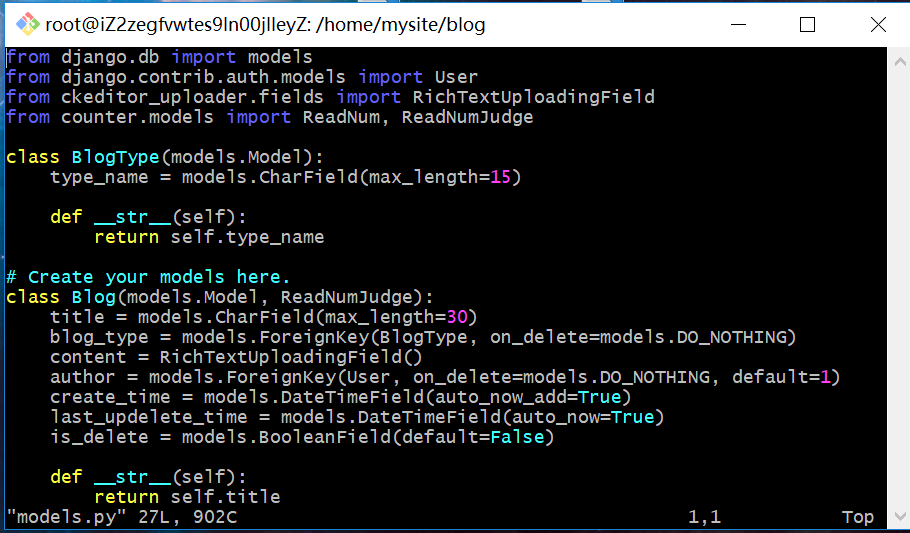 root@iZ2zegfvwtes9ln00jlleyZ: /home/mysite/blog
from django.db import models
from django.contrib.auth.models import User
from ckeditor_uploader.fields import RichTextUploadingField
from counter.models import ReadNum, ReadNumJudge

class BlogType(models.Model):
    type_name = models.CharField(max_length=15)

    def __str__(self):
        return self.type_name

# Create your models here.
class Blog(models.Model, ReadNumJudge):
    title = models.CharField(max_length=30)
    blog_type = models.ForeignKey(BlogType, on_delete=models.DO_NOTHING)
    content = RichTextUploadingField()
    author = models.ForeignKey(User, on_delete=models.DO_NOTHING, default=1)
    create_time = models.DateTimeField(auto_now_add=True)
    last_updelete_time = models.DateTimeField(auto_now=True)
    is_delete = models.BooleanField(default=False)

    def __str__(self):
        return self.title
"models.py" 27L, 902C 1,1 Top